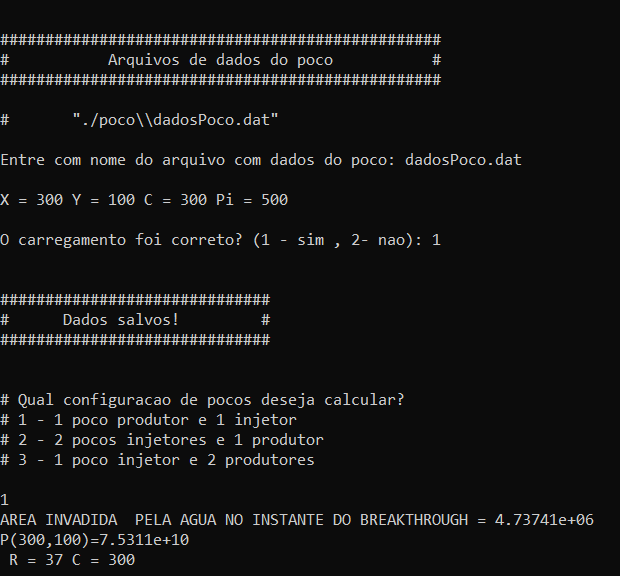 #################################################
#           Arquivos de dados do poco           #
#################################################
#       "./poco\\dadosPoco.dat"
Entre com nome do arquivo com dados do poco: dadosPoco.dat
X = 300 Y = 100 C = 300 Pi = 500
O carregamento foi correto? (1 - sim , 2- nao): 1
##############################
#      Dados salvos!         #
##############################
# Qual configuracao de pocos deseja calcular?
# 1 - 1 poco produtor e 1 injetor
# 2 - 2 pocos injetores e 1 produtor
# 3 - 1 poco injetor e 2 produtores
1
AREA INVADIDA  PELA AGUA NO INSTANTE DO BREAKTHROUGH = 4.73741e+06
P(300,100)=7.5311e+10
 R = 37 C = 300